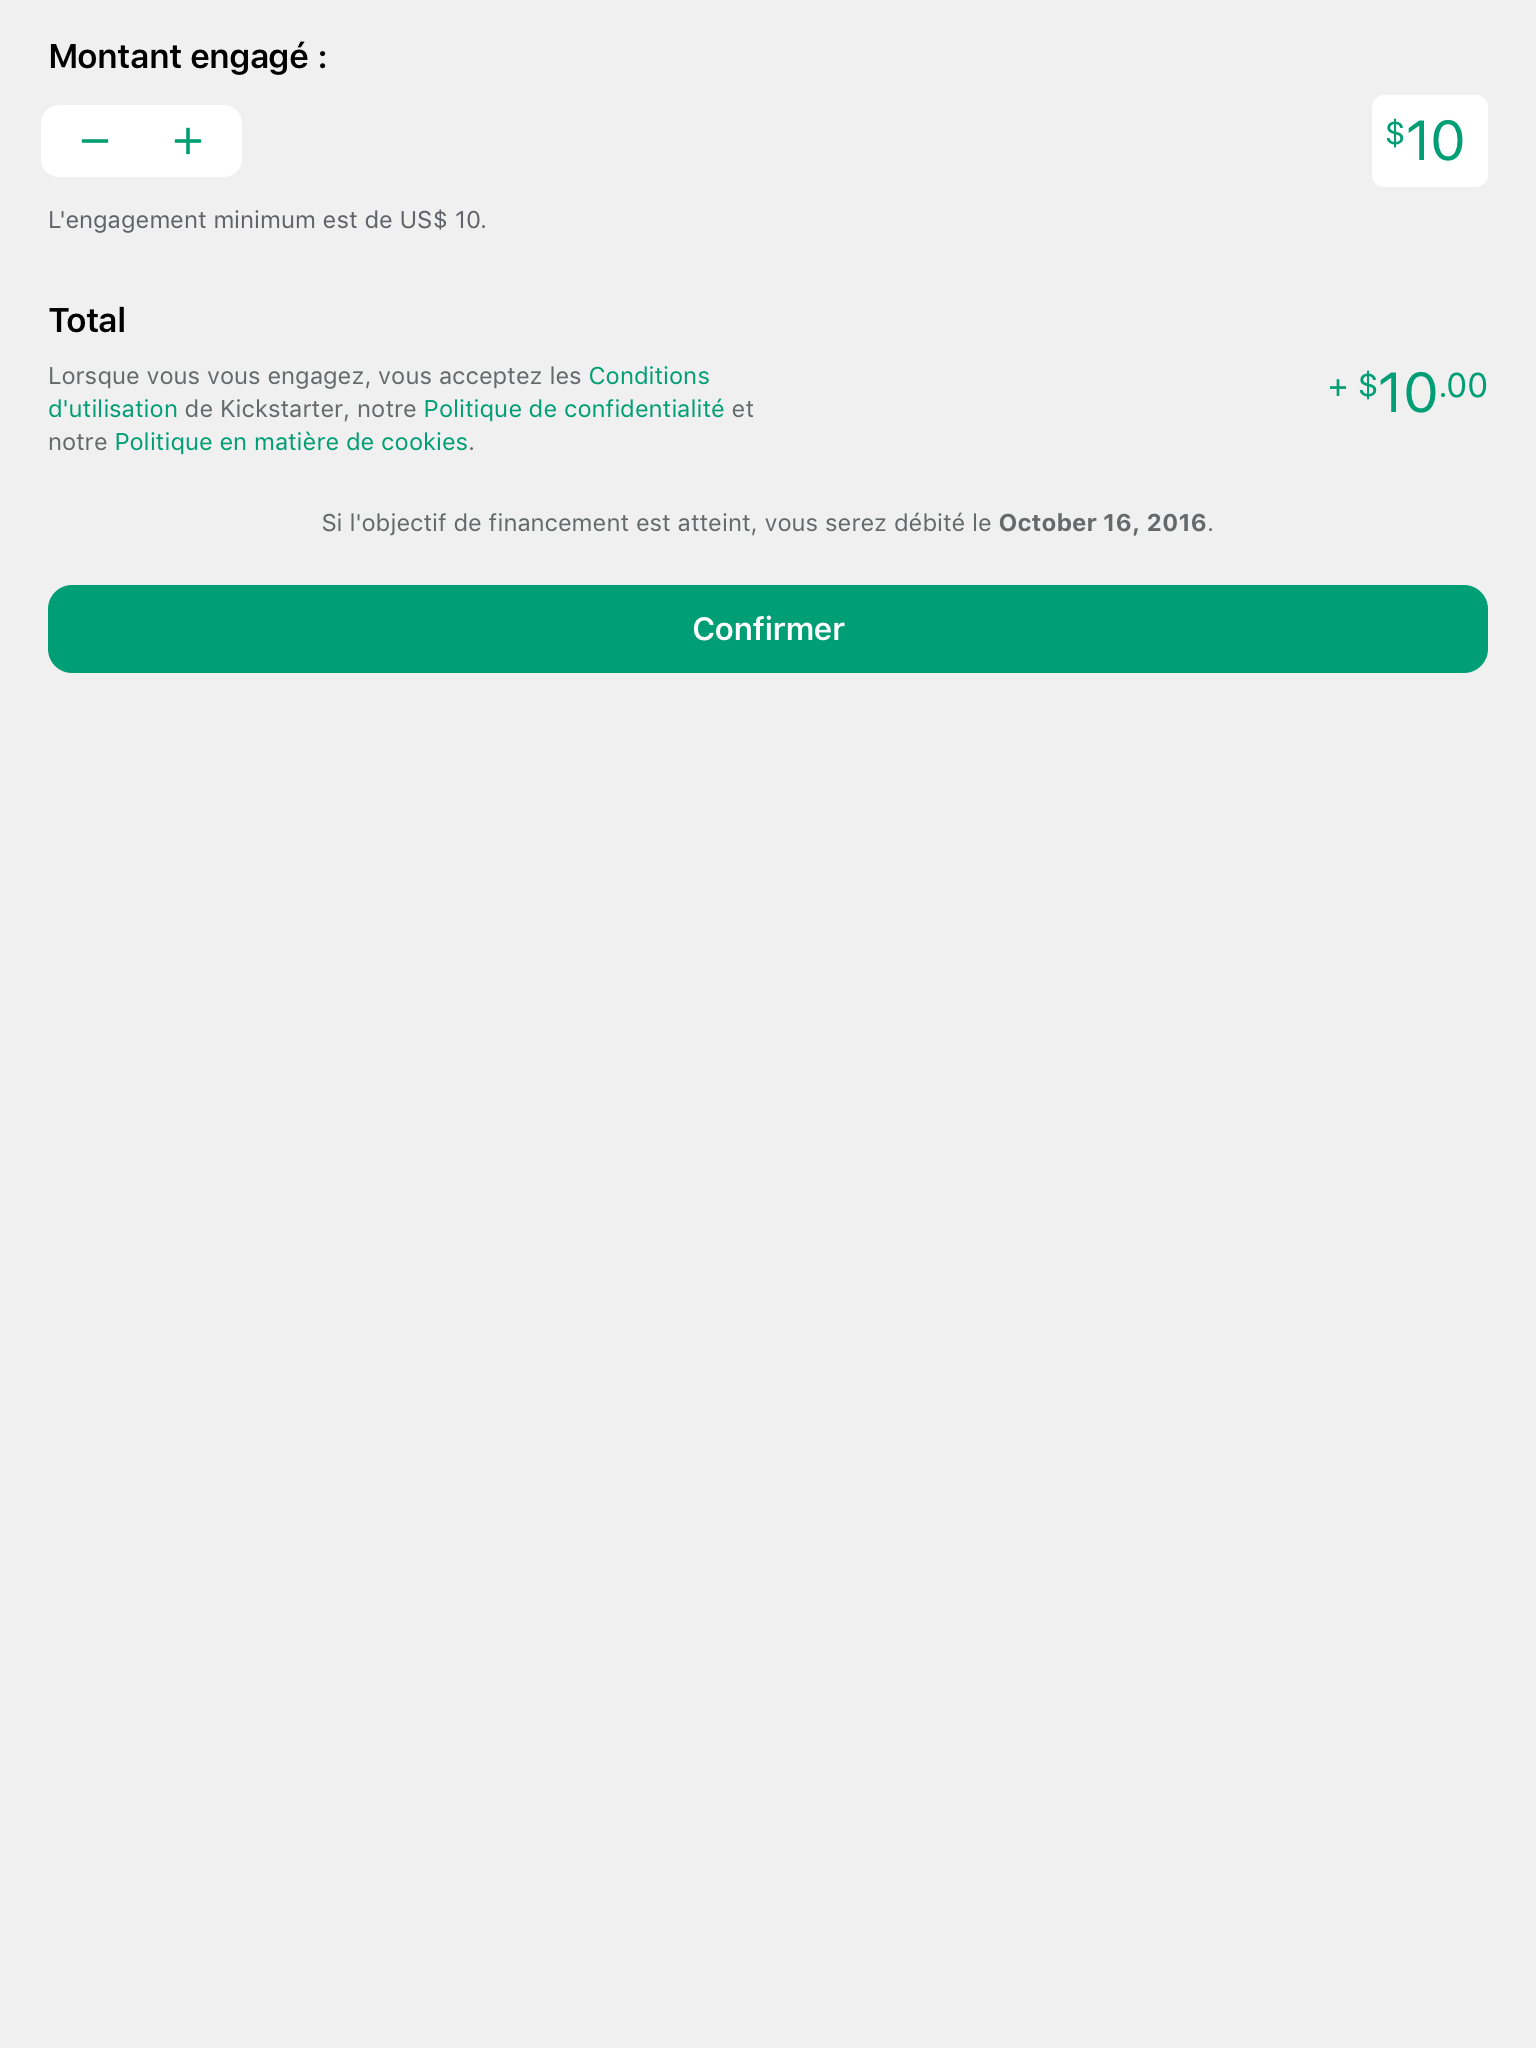 Montant engagé :
− +
$10
L'engagement minimum est de US$ 10.
Total
Lorsque vous vous engagez, vous acceptez les Conditions
d'utilisation de Kickstarter, notre Politique de confidentialité et
notre Politique en matière de cookies.
+ $10.00
Si l'objectif de financement est atteint, vous serez débité le October 16, 2016.
Confirmer